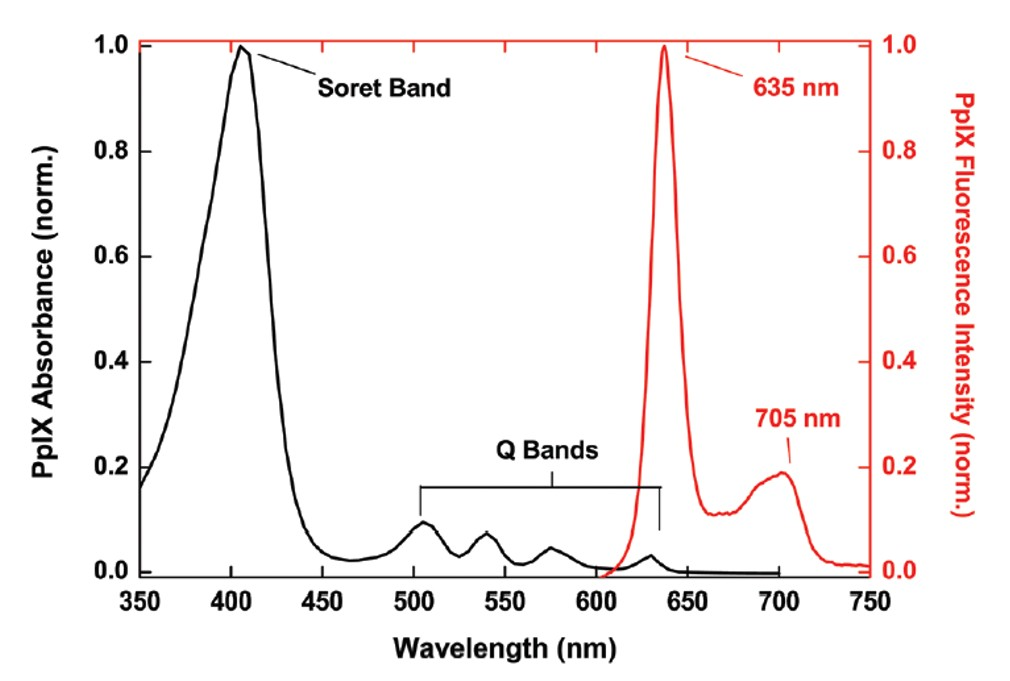 1.0
0.8
0.6
0.4
0.2
0.0
PpIX Absorbance (norm.)
Soret Band
Q Bands
635 nm
705 nm
1.0
0.8
0.6
0.4
0.2
0.0
PpIX Fluorescence Intensity (norm.)
350 400 450 500 550 600 650 700 750
Wavelength (nm)